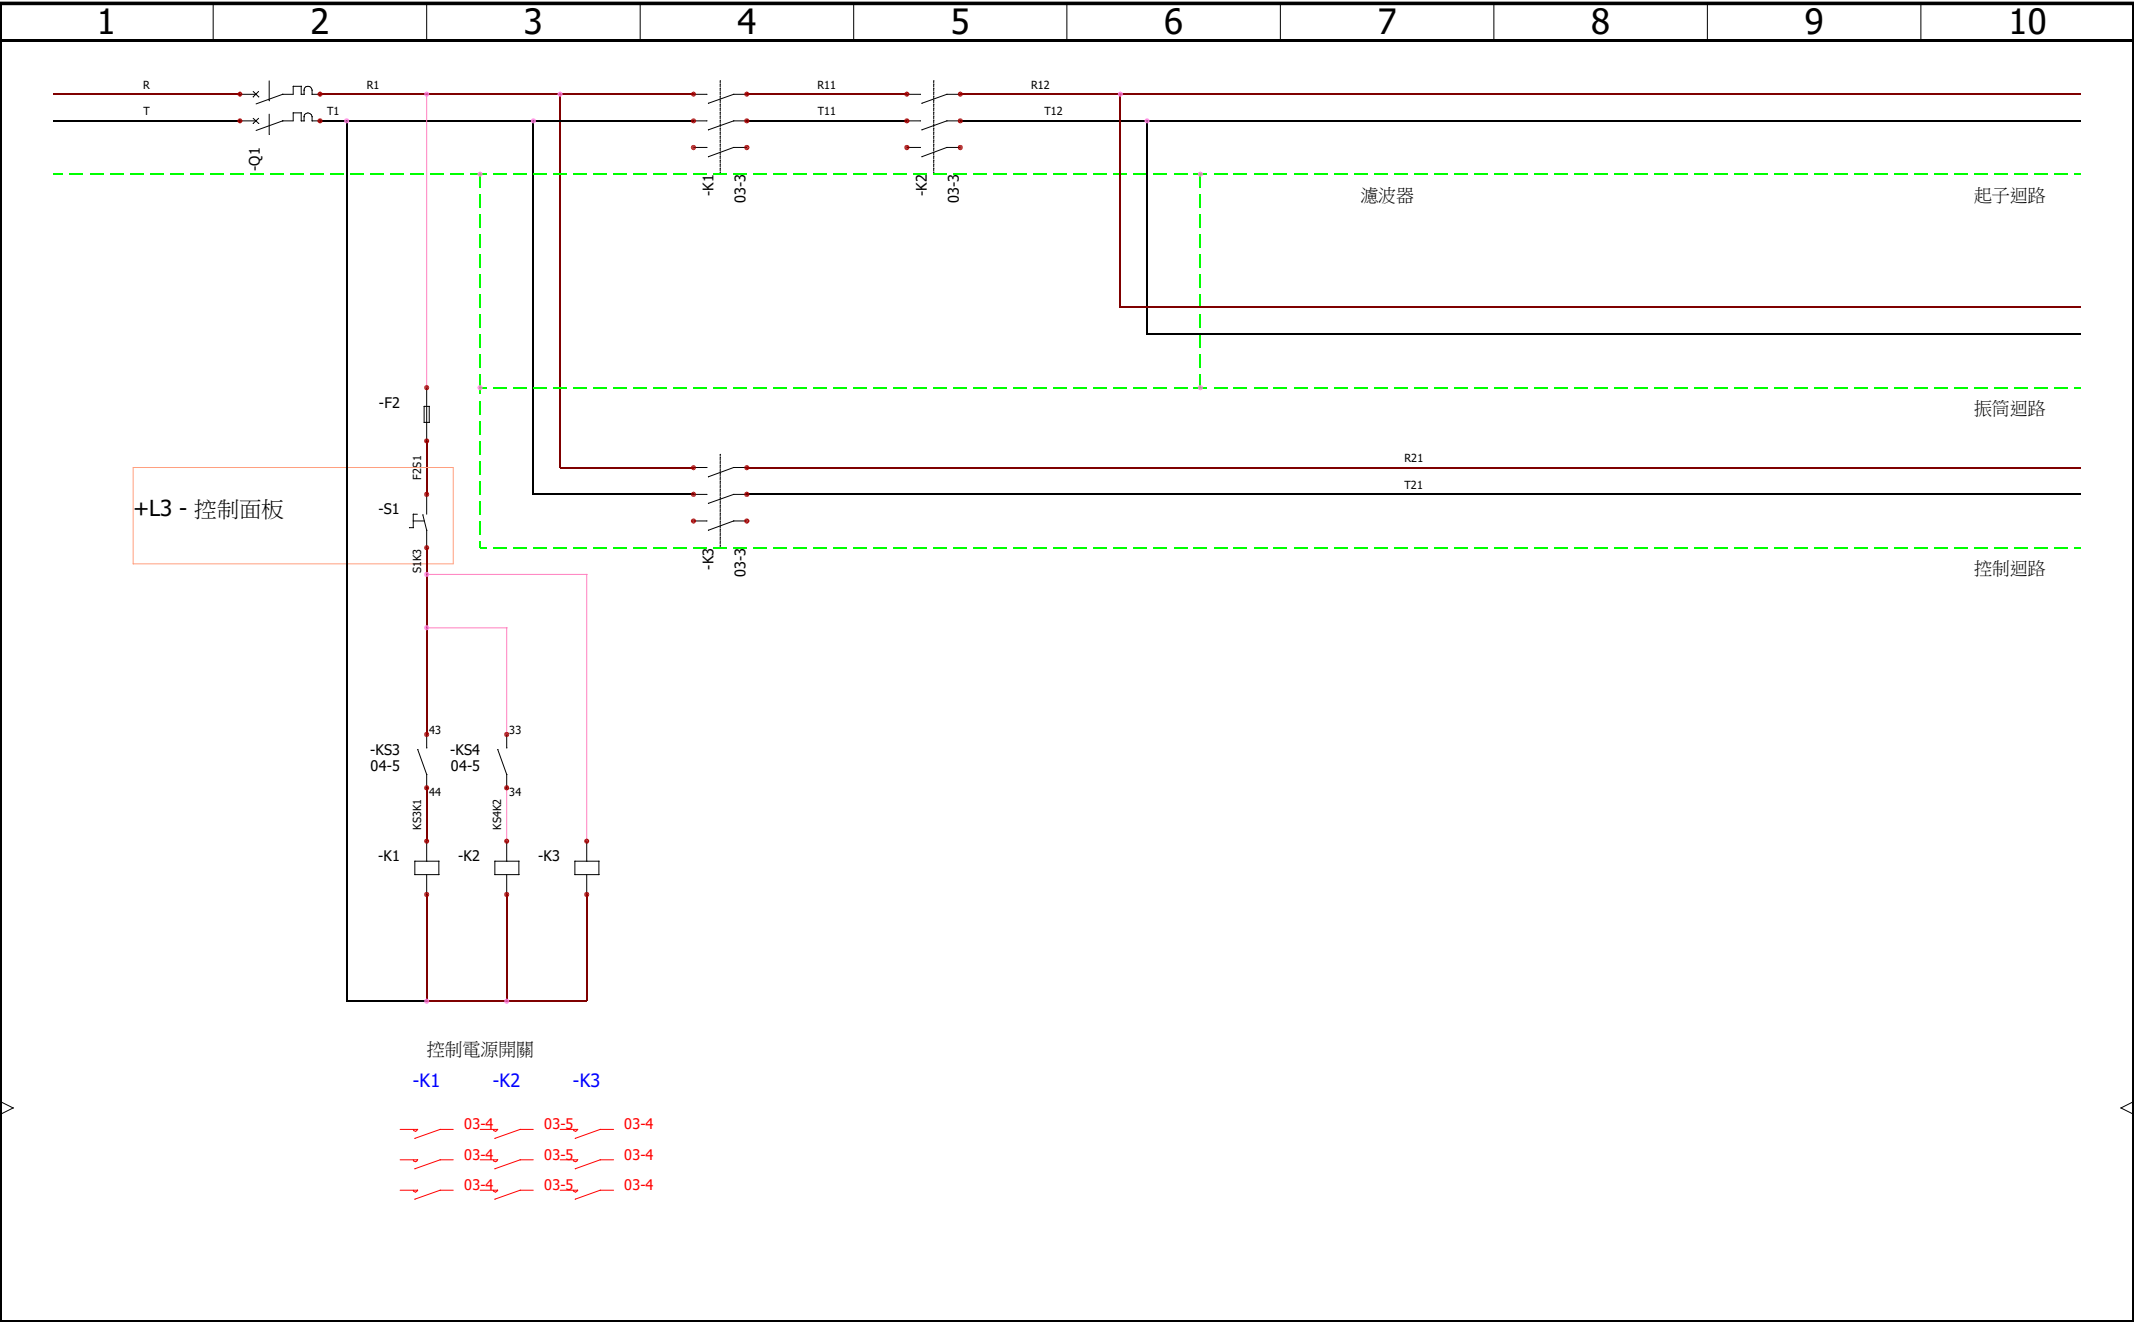 1 2 3 4 5 6 7 8 9 10
R R1 R11 R12
T T1 T11 T12
-Q1
-K1 03-3 -K2 03-3
濾波器 起子迴路
-F2
振筒迴路
F2S1
R21
T21
+L3 - 控制面板 -S1
S1K3
-K3 03-3
控制迴路
43 33
-KS3 -KS4
04-5 04-5
44 34
KS3K1 KS4K2
-K1 -K2 -K3
控制電源開關
-K1 -K2 -K3
03-4 03-5 03-4
03-4 03-5 03-4
03-4 03-5 03-4